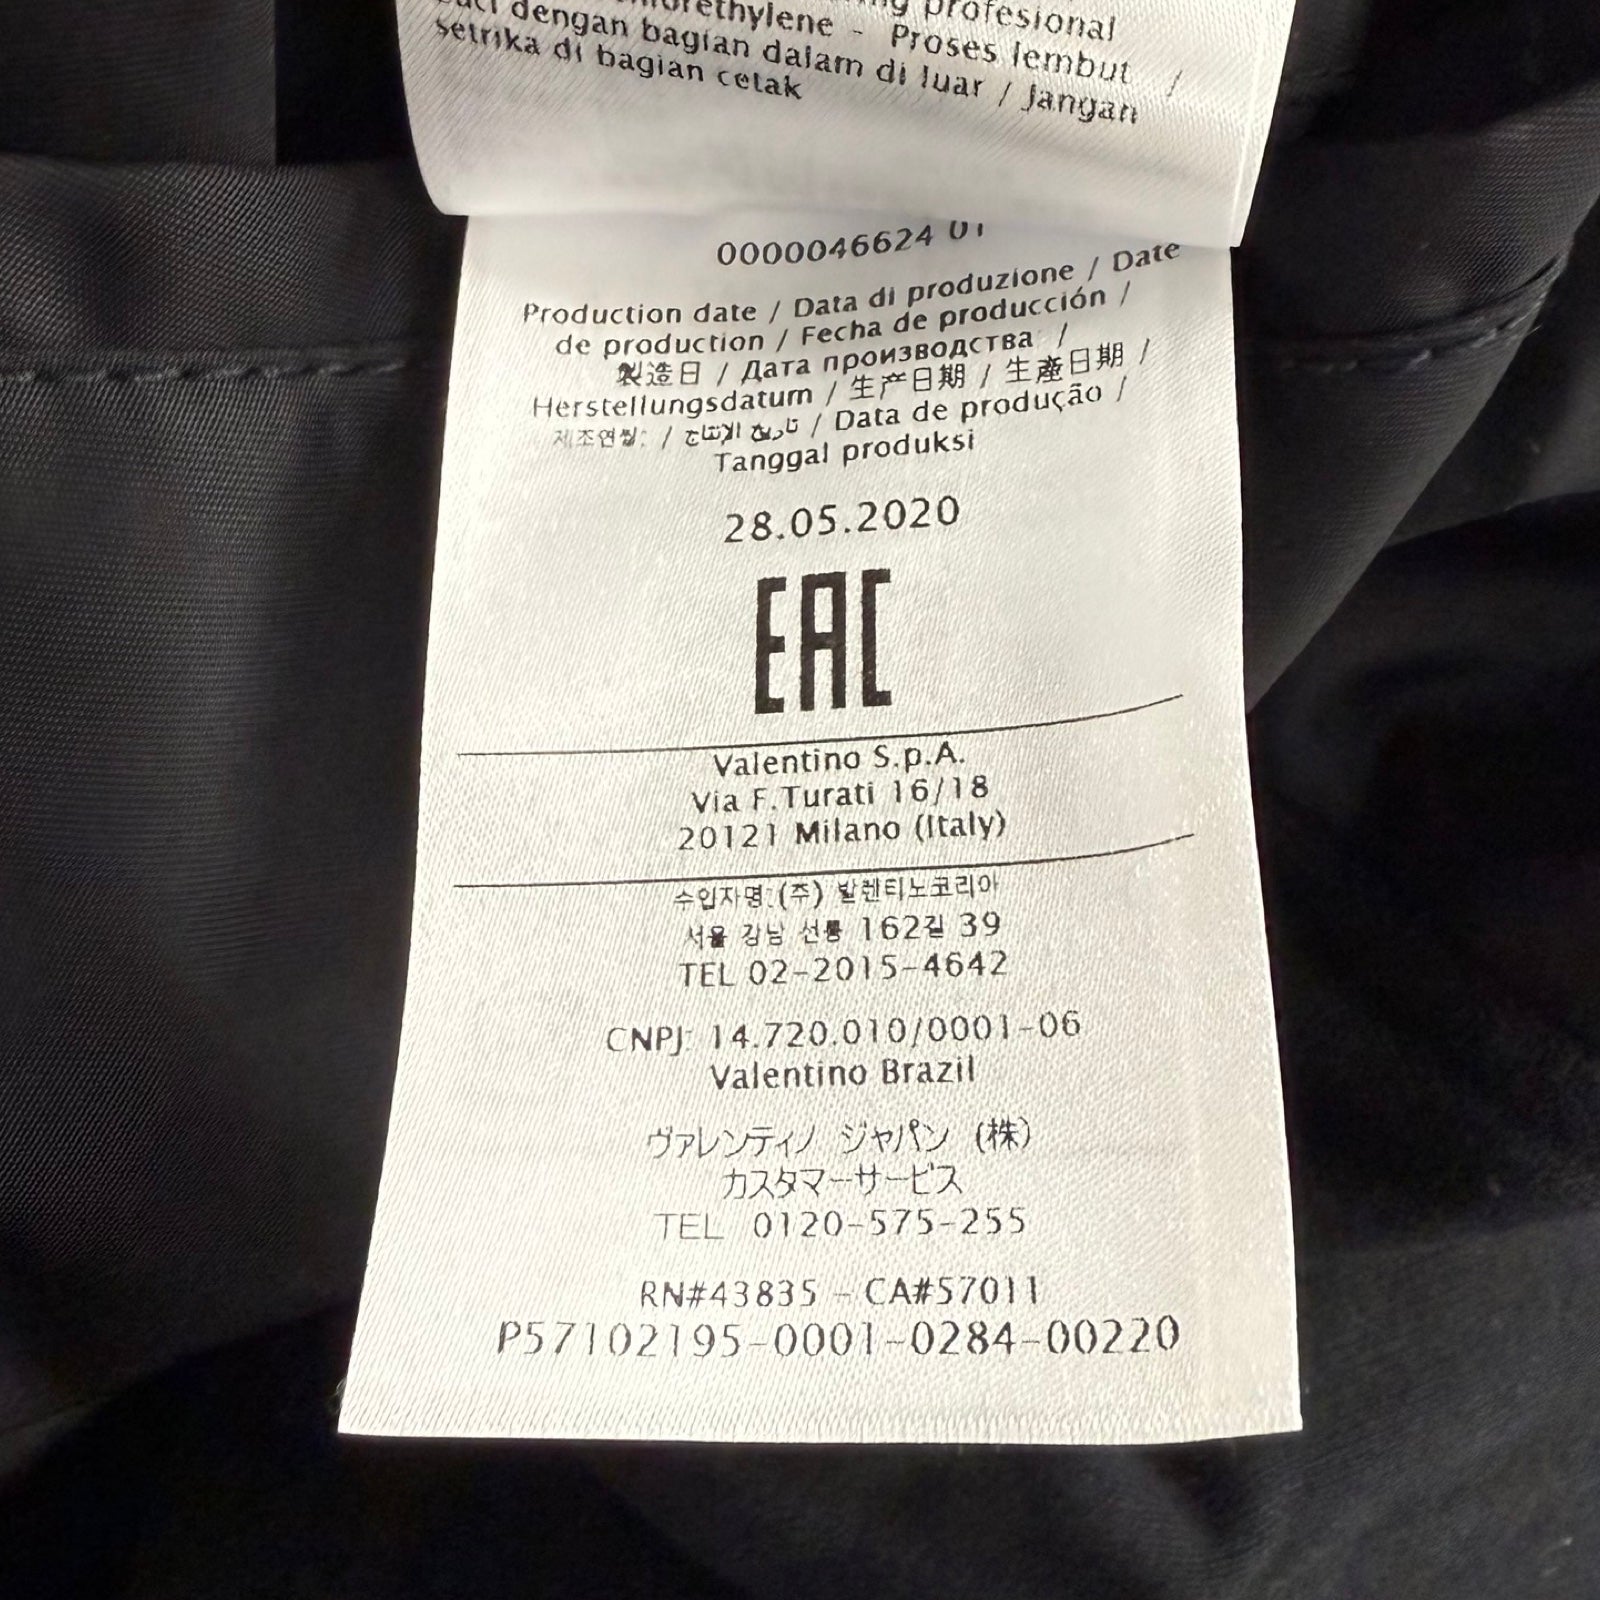 profesional
Proses lembut /
dengan bagian dalam di luar / Jangan
setrika di bagian cetak
0000046624 01
Production date / Data di produzione / Date
de production / Fecha de producción /
製造日 / Дата производства /
Herstellungsdatum / 生产日期 / 生產日期 /
제조연월: / تاريخ الإنتاج / Data de produção /
Tanggal produksi
28.05.2020
EAC
Valentino S.p.A.
Via F.Turati 16/18
20121 Milano (Italy)
수입자명:(주) 발렌티노코리아
서울 강남 선릉 162길 39
TEL 02-2015-4642
CNPJ: 14.720.010/0001-06
Valentino Brazil
ヴァレンティノ ジャパン (株)
カスタマーサービス
TEL 0120-575-255
RN#43835 - CA#57011
P57102195-0001-0284-00220